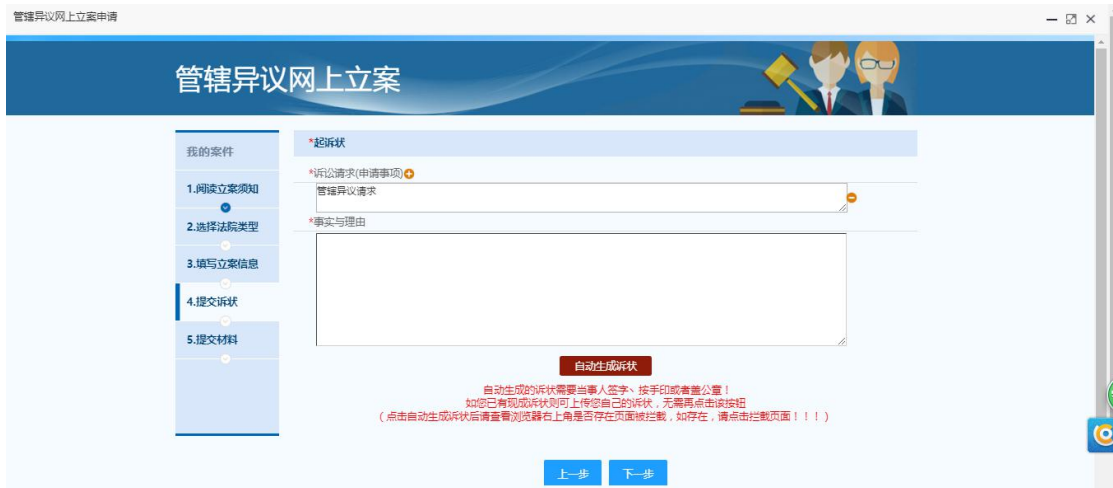 管辖异议网上立案申请
管辖异议网上立案
我的案件
1.阅读立案须知
2.选择法院类型
3.填写立案信息
4.提交诉状
5.提交材料
*起诉状
*诉讼请求(申请事项)
管辖异议请求
*事实与理由
自动生成诉状
自动生成的诉状需要当事人签字、按手印或者盖公章！
如您已有现成诉状则可上传您自己的诉状，无需再点击该按钮
(点击自动生成诉状后请查看浏览器右上角是否存在页面被拦截，如存在，请点击拦截页面！！！)
上一步 下一步